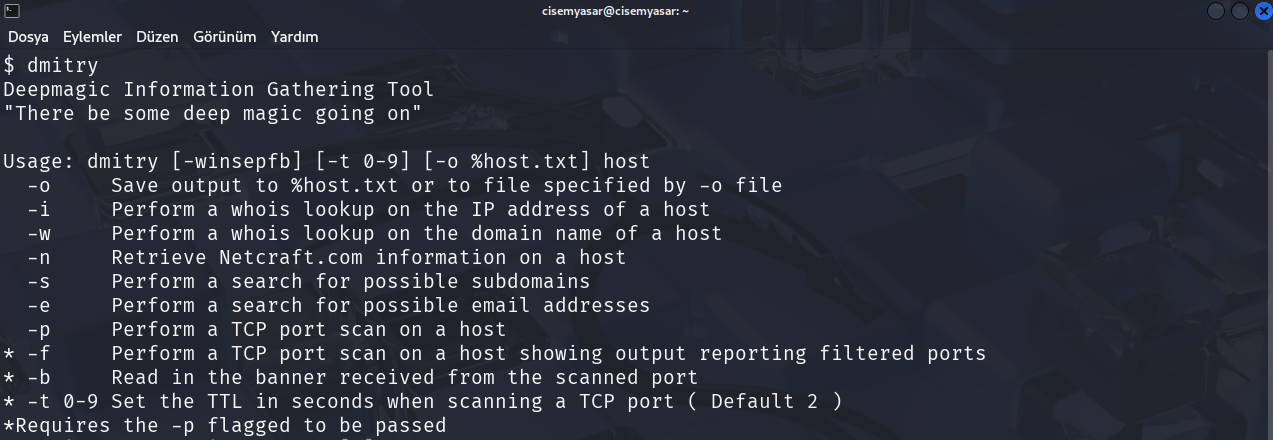 cisemyasar@cisemyasar: ~
Dosya Eylemler Düzen Görünüm Yardım
$ dmitry
Deepmagic Information Gathering Tool
"There be some deep magic going on"
Usage: dmitry [-winsepfb] [-t 0-9] [-o %host.txt] host
  -o     Save output to %host.txt or to file specified by -o file
  -i     Perform a whois lookup on the IP address of a host
  -w     Perform a whois lookup on the domain name of a host
  -n     Retrieve Netcraft.com information on a host
  -s     Perform a search for possible subdomains
  -e     Perform a search for possible email addresses
  -p     Perform a TCP port scan on a host
* -f     Perform a TCP port scan on a host showing output reporting filtered ports
* -b     Read in the banner received from the scanned port
* -t 0-9 Set the TTL in seconds when scanning a TCP port ( Default 2 )
*Requires the -p flagged to be passed